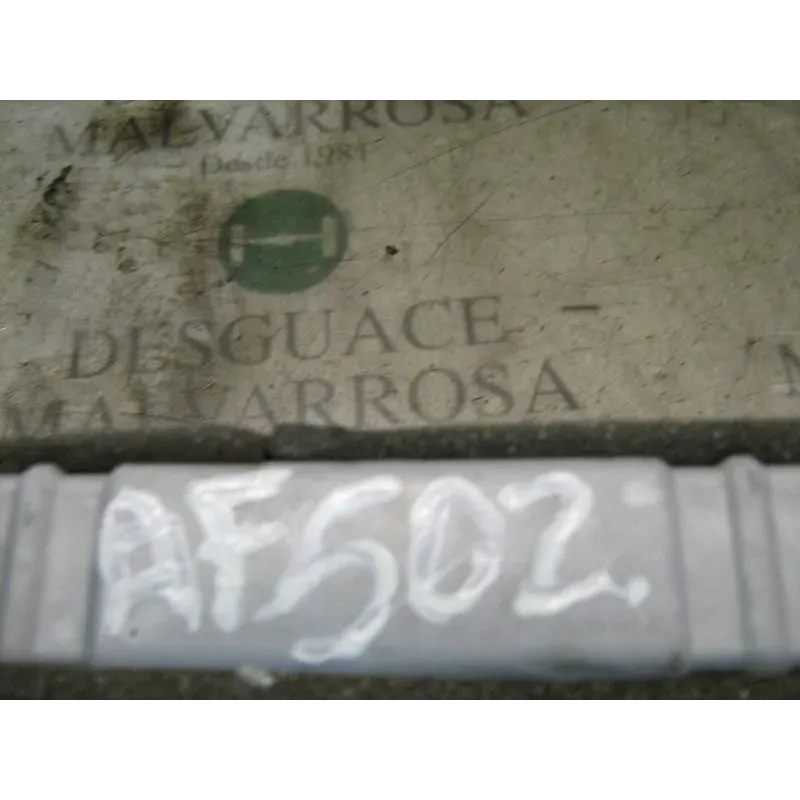 MALVARROSA
Desde 1981
DESGUACE -
MALVARROSA
AF502.